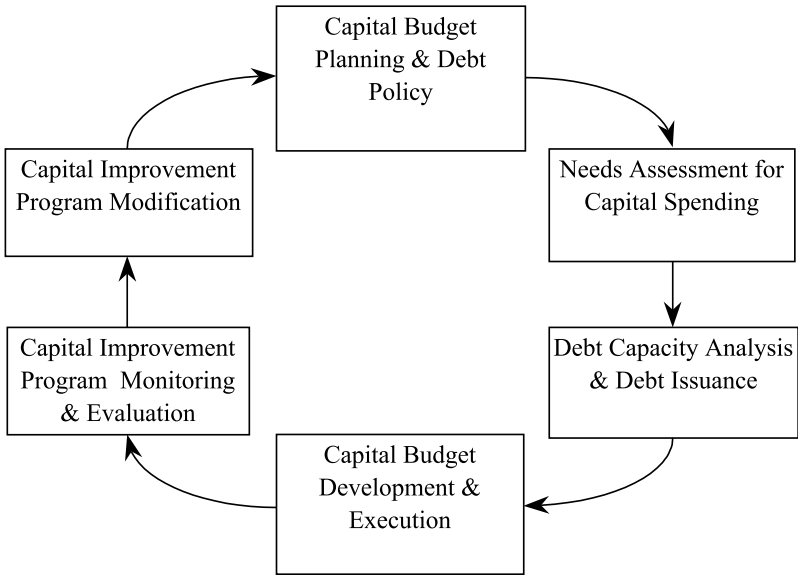 Capital Budget
Planning & Debt
Policy
Needs Assessment for
Capital Spending
Debt Capacity Analysis
& Debt Issuance
Capital Budget
Development &
Execution
Capital Improvement
Program Monitoring
& Evaluation
Capital Improvement
Program Modification